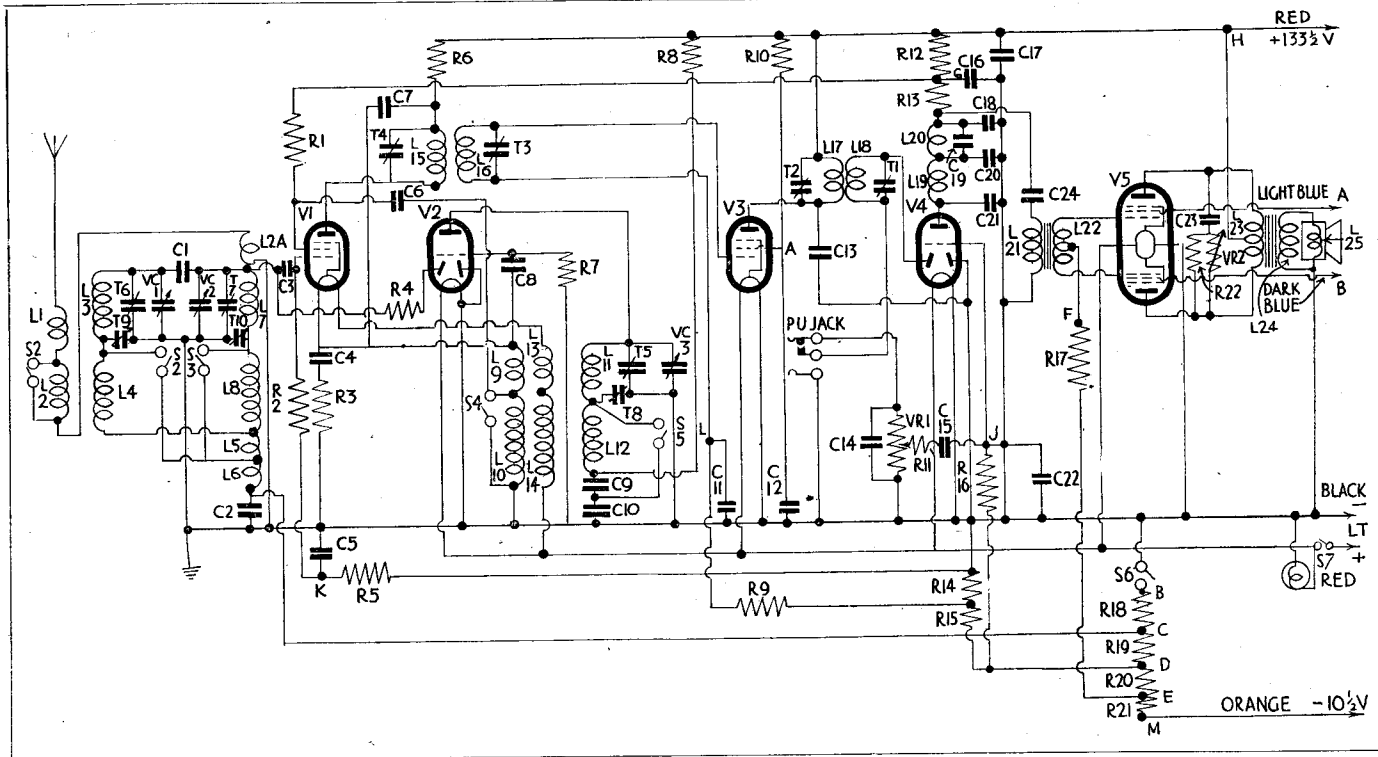 RED
+133½ V
H
R6
R8
R10
R12
C17
C16
R13
C7
C18
R1
T4
L15
L16
T3
L20
C19
C20
L17
L18
T2
T1
L19
C6
C21
C24
V1
V2
V3
V4
V5
LIGHT BLUE
A
L2A
C1
C3
C8
R7
A
C13
L21
L22
C23
L23
L25
VR2
L3
T6
VC1
VC2
T7
L7
R4
R22
DARK BLUE
B
L24
L1
T9
T10
PU JACK
S2
L2
S2
S3
C4
L9
L13
L11
T5
VC3
F
R17
L4
L8
R2
R3
S4
T8
S5
L
C14
VR1
C15
R11
J
L5
L6
L10
L14
L12
R16
C22
C2
C9
C10
C11
C12
BLACK
−
LT
+
C5
S7
RED
K
R5
S6
B
R9
R14
R15
R18
C
R19
D
R20
E
R21
M
ORANGE −10½V